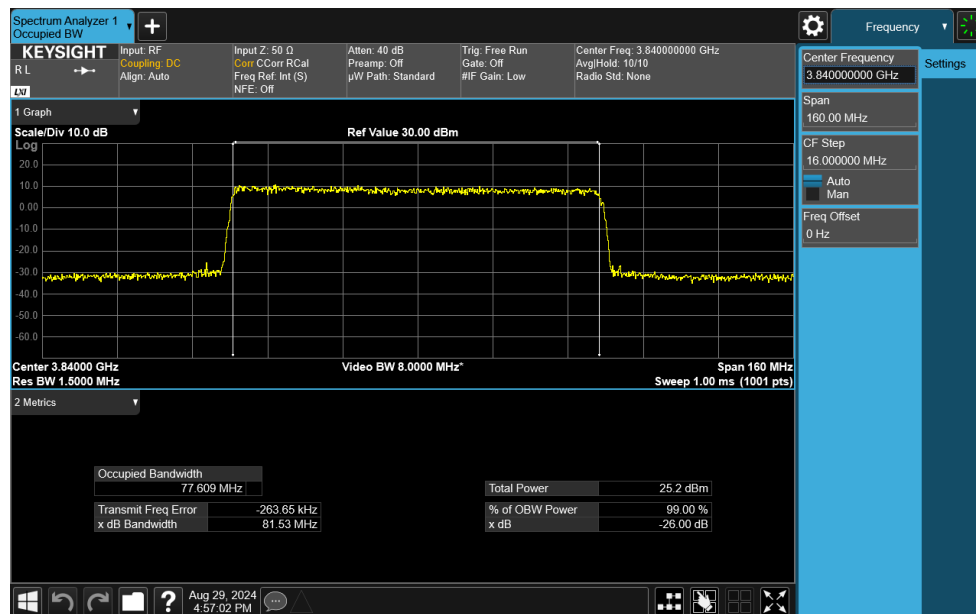 Spectrum Analyzer 1
Occupied BW
Frequency
KEYSIGHT
R L
LXI
Input: RF
Coupling: DC
Align: Auto
Input Z: 50 Ω
Corr CCorr RCal
Freq Ref: Int (S)
NFE: Off
Atten: 40 dB
Preamp: Off
µW Path: Standard
Trig: Free Run
Gate: Off
#IF Gain: Low
Center Freq: 3.840000000 GHz
Avg|Hold: 10/10
Radio Std: None
Center Frequency
3.840000000 GHz
Settings
Span
160.00 MHz
CF Step
16.000000 MHz
Auto
Man
Freq Offset
0 Hz
1 Graph
Scale/Div 10.0 dB
Ref Value 30.00 dBm
Log
20.0
10.0
0.00
-10.0
-20.0
-30.0
-40.0
-50.0
-60.0
Center 3.84000 GHz
Video BW 8.0000 MHz*
Span 160 MHz
Res BW 1.5000 MHz
Sweep 1.00 ms (1001 pts)
2 Metrics
Occupied Bandwidth
77.609 MHz
Transmit Freq Error -263.65 kHz
x dB Bandwidth 81.53 MHz
Total Power 25.2 dBm
% of OBW Power 99.00 %
x dB -26.00 dB
?
Aug 29, 2024
4:57:02 PM